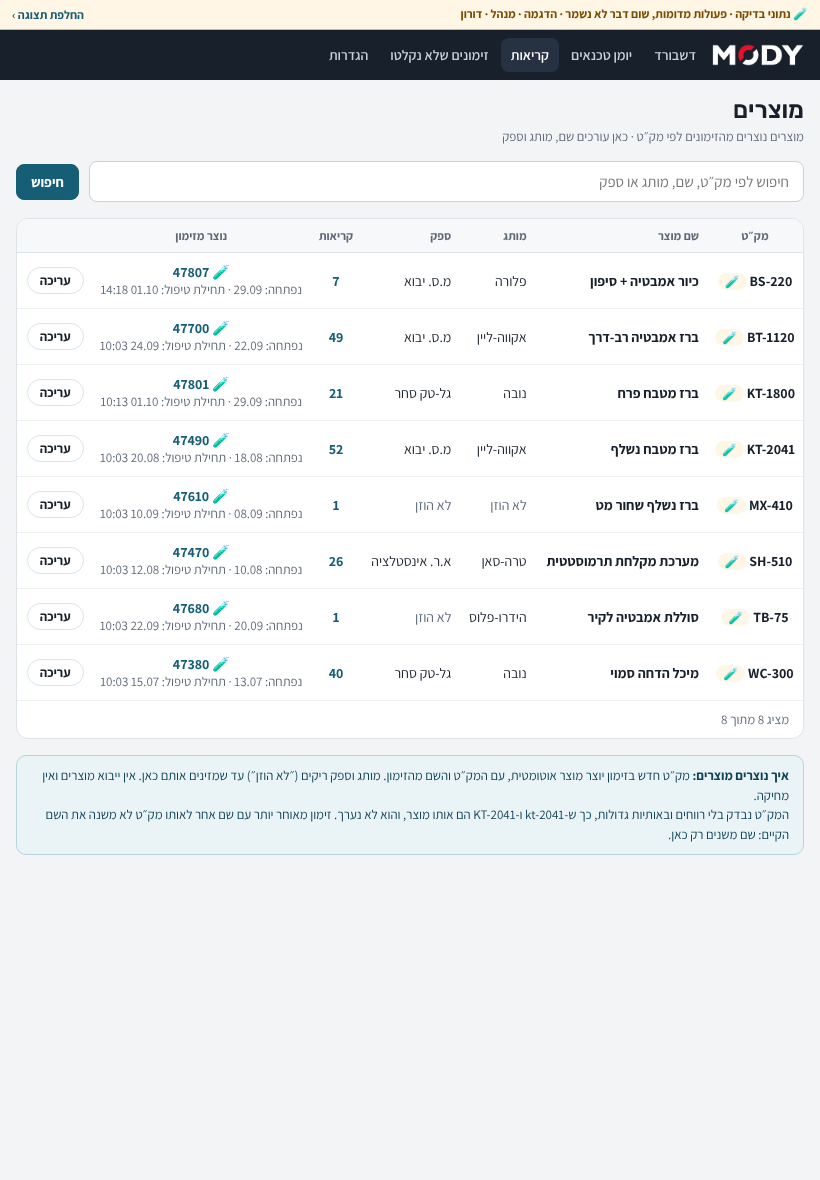 🧪 נתוני בדיקה · פעולות מדומות, שום דבר לא נשמר · הדגמה · מנהל · דורון
החלפת תצוגה ›
MODY
דשבורד
יומן טכנאים
קריאות
זימונים שלא נקלטו
הגדרות
מוצרים
מוצרים נוצרים מהזימונים לפי מק״ט · כאן עורכים שם, מותג וספק
חיפוש לפי מק״ט, שם, מותג או ספק
חיפוש
מק״ט שם מוצר מותג ספק קריאות נוצר מזימון
BS-220 🧪 כיור אמבטיה + סיפון פלורה מ.ס. יבוא 7 🧪 47807 עריכה
נפתחה: 29.09 · תחילת טיפול: 01.10 14:18
BT-1120 🧪 ברז אמבטיה רב-דרך אקווה-ליין מ.ס. יבוא 49 🧪 47700 עריכה
נפתחה: 22.09 · תחילת טיפול: 24.09 10:03
KT-1800 🧪 ברז מטבח פרח נובה גל-טק סחר 21 🧪 47801 עריכה
נפתחה: 29.09 · תחילת טיפול: 01.10 10:13
KT-2041 🧪 ברז מטבח נשלף אקווה-ליין מ.ס. יבוא 52 🧪 47490 עריכה
נפתחה: 18.08 · תחילת טיפול: 20.08 10:03
MX-410 🧪 ברז נשלף שחור מט לא הוזן לא הוזן 1 🧪 47610 עריכה
נפתחה: 08.09 · תחילת טיפול: 10.09 10:03
SH-510 🧪 מערכת מקלחת תרמוסטטית טרה-סאן א.ר. אינסטלציה 26 🧪 47470 עריכה
נפתחה: 10.08 · תחילת טיפול: 12.08 10:03
TB-75 🧪 סוללת אמבטיה לקיר הידרו-פלוס לא הוזן 1 🧪 47680 עריכה
נפתחה: 20.09 · תחילת טיפול: 22.09 10:03
WC-300 🧪 מיכל הדחה סמוי נובה גל-טק סחר 40 🧪 47380 עריכה
נפתחה: 13.07 · תחילת טיפול: 15.07 10:03
מציג 8 מתוך 8
איך נוצרים מוצרים: מק״ט חדש בזימון יוצר מוצר אוטומטית, עם המק״ט והשם מהזימון. מותג וספק ריקים (״לא הוזן״) עד שמזינים אותם כאן. אין ייבוא מוצרים ואין
מחיקה.
המק״ט נבדק בלי רווחים ובאותיות גדולות, כך ש-kt-2041 ו-KT-2041 הם אותו מוצר, והוא לא נערך. זימון מאוחר יותר עם שם אחר לאותו מק״ט לא משנה את השם
הקיים: שם משנים רק כאן.